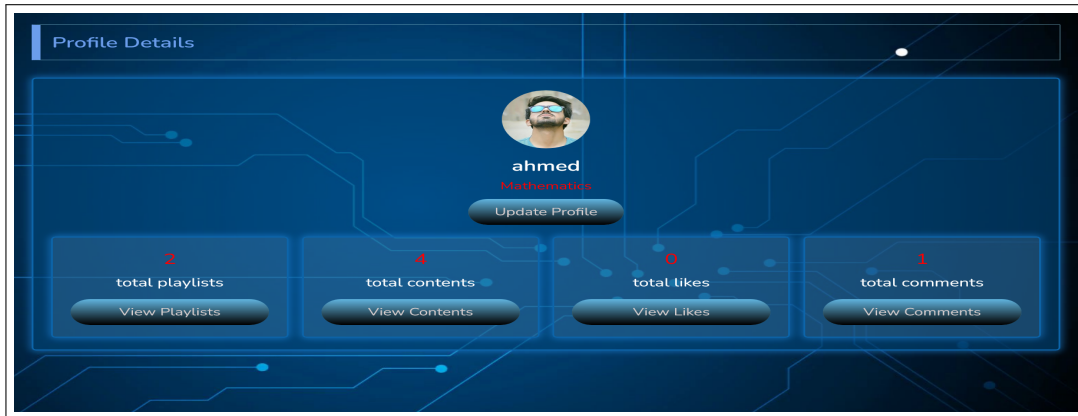 Profile Details
ahmed
Mathematics
Update Profile
2
total playlists
View Playlists
4
total contents
View Contents
0
total likes
View Likes
1
total comments
View Comments